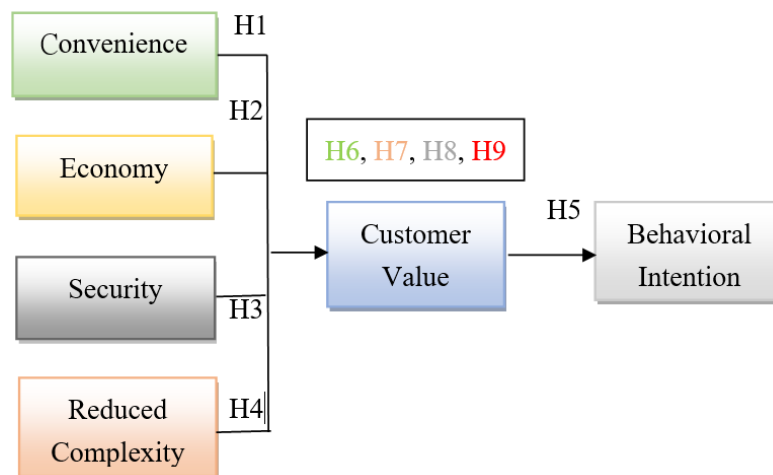 Convenience
H1
H2
Economy
H6, H7, H8, H9
Customer
Value
H5
Behavioral
Intention
Security
H3
Reduced
Complexity
H4